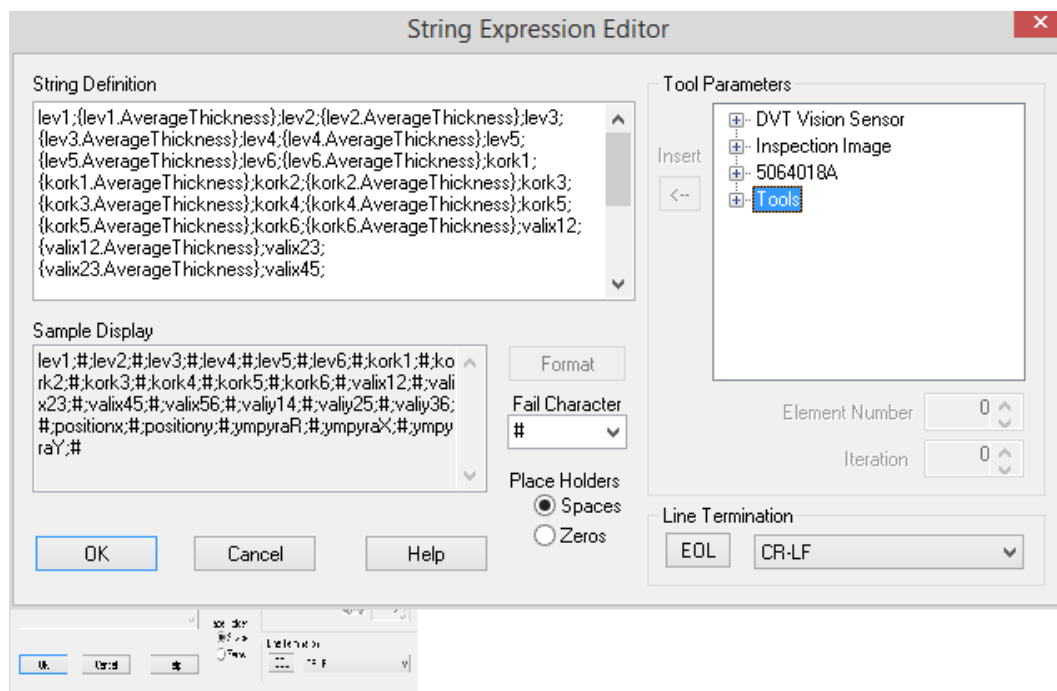 String Expression Editor
String Definition
lev1;{lev1.AverageThickness};lev2;{lev2.AverageThickness};lev3;
{lev3.AverageThickness};lev4;{lev4.AverageThickness};lev5;
{lev5.AverageThickness};lev6;{lev6.AverageThickness};kork1;
{kork1.AverageThickness};kork2;{kork2.AverageThickness};kork3;
{kork3.AverageThickness};kork4;{kork4.AverageThickness};kork5;
{kork5.AverageThickness};kork6;{kork6.AverageThickness};valix12;
{valix12.AverageThickness};valix23;
{valix23.AverageThickness};valix45;
Sample Display
lev1;#;lev2;#;lev3;#;lev4;#;lev5;#;lev6;#;kork1;#;ko
rk2;#;kork3;#;kork4;#;kork5;#;kork6;#;valix12;#;vali
x23;#;valix45;#;valix56;#;valiy14;#;valiy25;#;valiy36;
#;positionx;#;positiony;#;ympyraR;#;ympyraX;#;ympy
raY;#
Format
Fail Character
#
Place Holders
Spaces
Zeros
OK
Cancel
Help
Tool Parameters
Insert
<--
DVT Vision Sensor
Inspection Image
5064018A
Tools
Element Number
0
Iteration
0
Line Termination
EOL
CR-LF